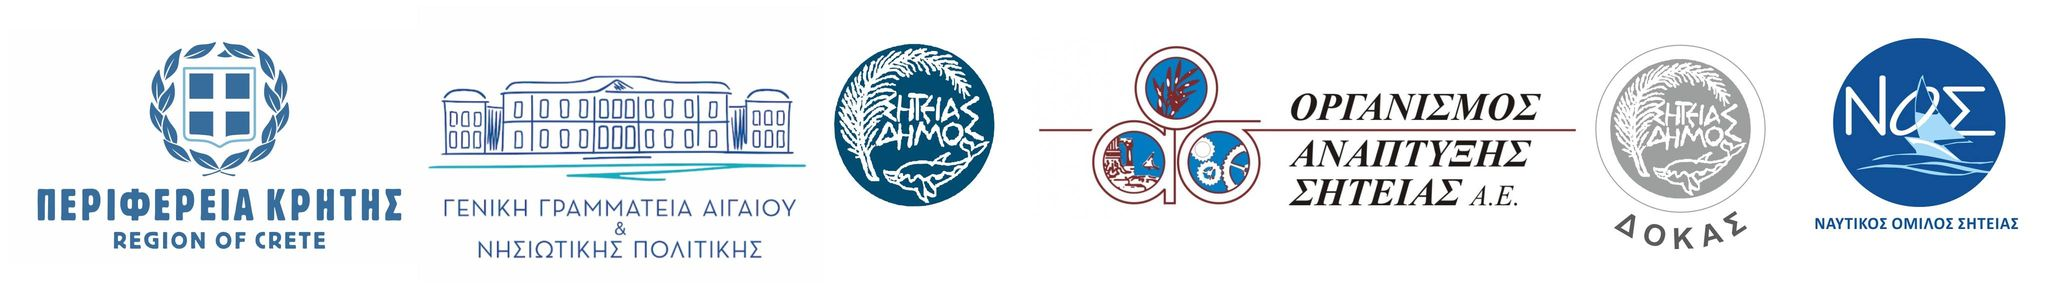 ΠΕΡΙΦΕΡΕΙΑ ΚΡΗΤΗΣ
REGION OF CRETE
ΓΕΝΙΚΗ ΓΡΑΜΜΑΤΕΙΑ ΑΙΓΑΙΟΥ
&
ΝΗΣΙΩΤΙΚΗΣ ΠΟΛΙΤΙΚΗΣ
ΣΗΤΕΙΑΣ
ΔΗΜΟΣ
ΟΡΓΑΝΙΣΜΟΣ
ΑΝΑΠΤΥΞΗΣ
ΣΗΤΕΙΑΣ Α.Ε.
ΣΗΤΕΙΑΣ
ΔΗΜΟΣ
ΔΟΚΑΣ
ΝΟΣ
ΝΑΥΤΙΚΟΣ ΟΜΙΛΟΣ ΣΗΤΕΙΑΣ